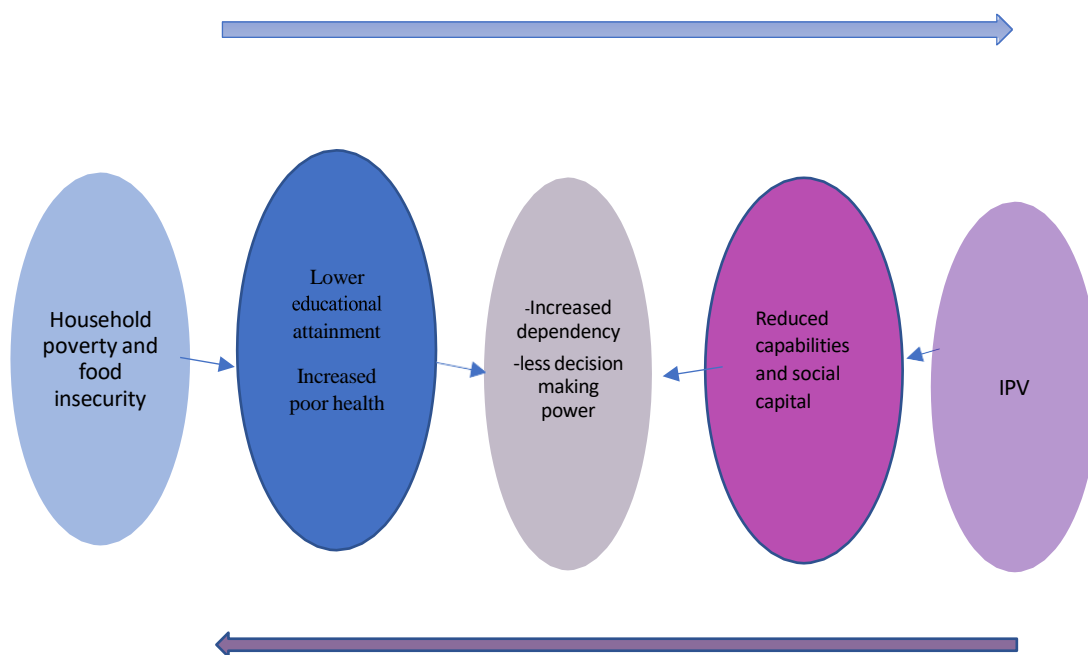 Household
poverty and
food
insecurity
Lower
educational
attainment
Increased
poor health
-Increased
dependency
-less decision
making
power
Reduced
capabilities
and social
capital
IPV